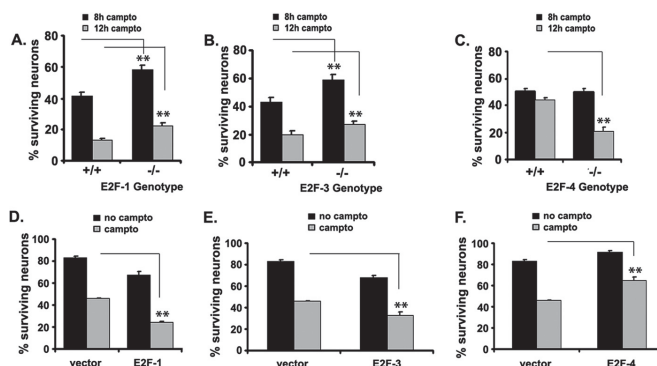 A.
8h campto
12h campto
% surviving neurons
80
60
40
20
0
**
**
+/+
-/-
E2F-1 Genotype
B.
8h campto
12h campto
% surviving neurons
80
60
40
20
0
**
**
+/+
-/-
E2F-3 Genotype
C.
8h campto
12h campto
% surviving neurons
80
60
40
20
0
**
+/+
-/-
E2F-4 Genotype
D.
no campto
campto
% surviving neurons
100
80
60
40
20
0
**
vector
E2F-1
E.
no campto
campto
% surviving neurons
100
80
60
40
20
0
**
vector
E2F-3
F.
no campto
campto
% surviving neurons
100
80
60
40
20
0
**
vector
E2F-4